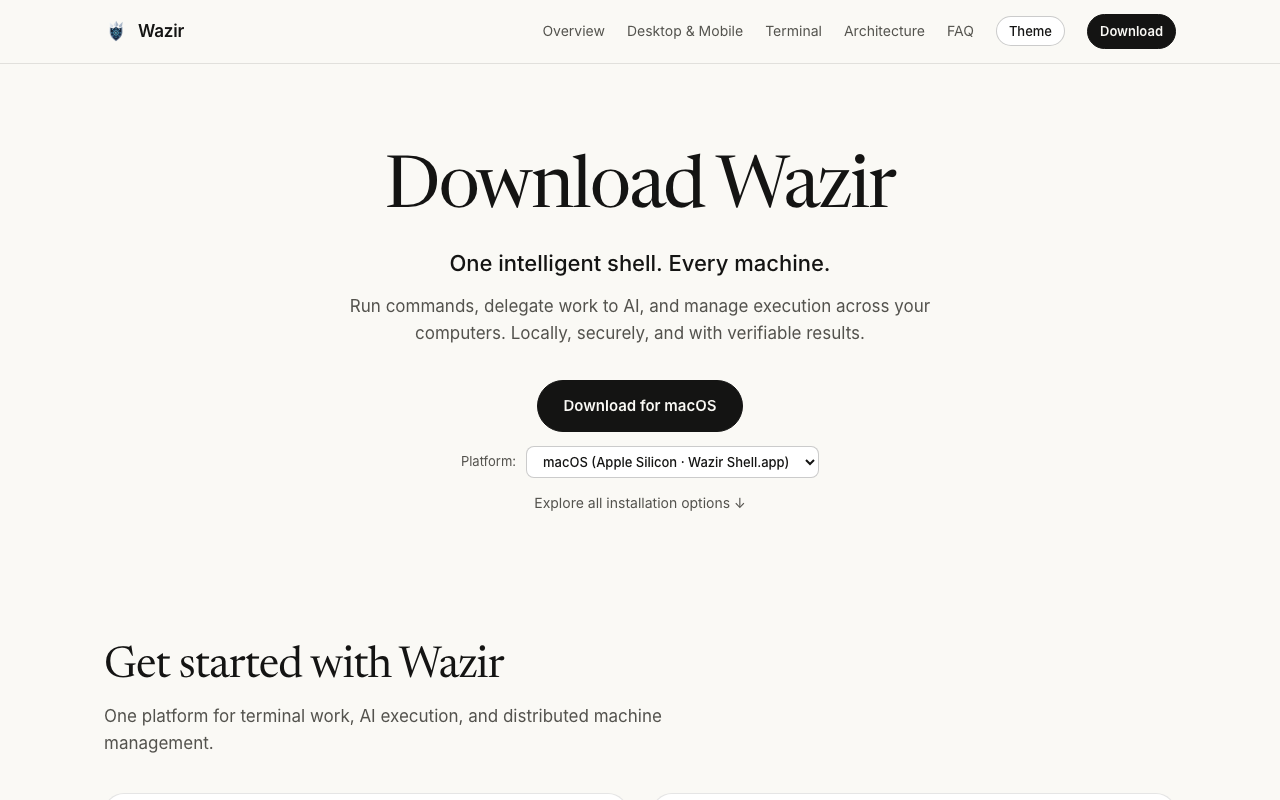 Wazir
Overview
Desktop & Mobile
Terminal
Architecture
FAQ
Theme
Download
Download Wazir
One intelligent shell. Every machine.
Run commands, delegate work to AI, and manage execution across your
computers. Locally, securely, and with verifiable results.
Download for macOS
Platform:
macOS (Apple Silicon · Wazir Shell.app)
Explore all installation options ↓
Get started with Wazir
One platform for terminal work, AI execution, and distributed machine
management.